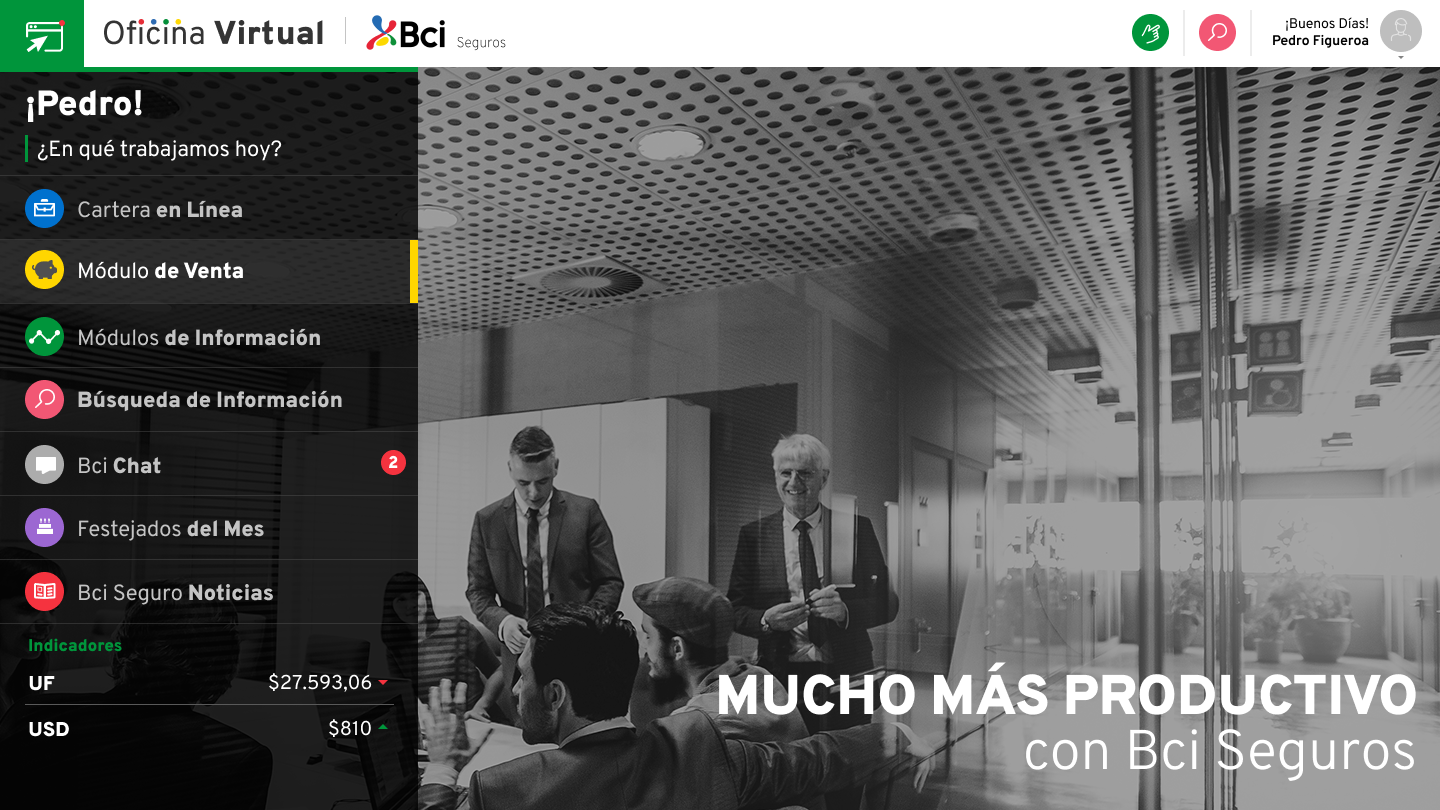 Oficina Virtual
Bci Seguros
¡Buenos Días!
Pedro Figueroa
¡Pedro!
¿En qué trabajamos hoy?
Cartera en Línea
Módulo de Venta
Módulos de Información
Búsqueda de Información
Bci Chat 2
Festejados del Mes
Bci Seguro Noticias
Indicadores
UF $27.593,06
USD $810
MUCHO MÁS PRODUCTIVO
con Bci Seguros